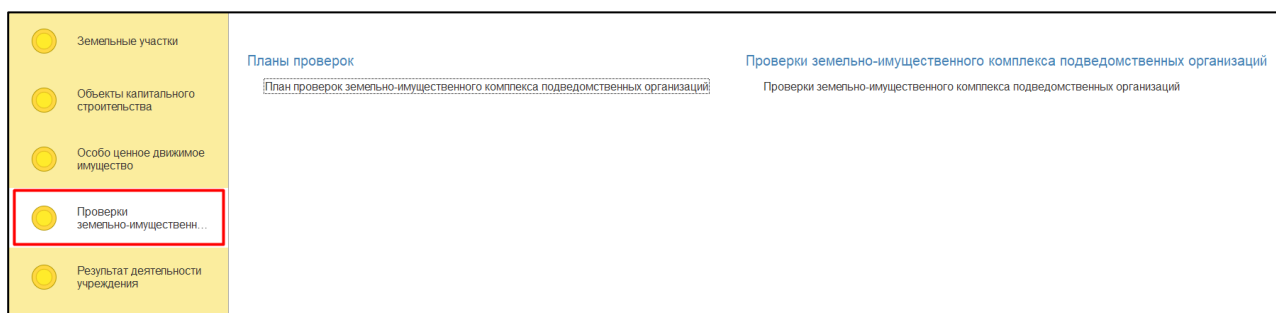 Земельные участки
Объекты капитального
строительства
Особо ценное движимое
имущество
Проверки
земельно-имущественн...
Результат деятельности
учреждения
Планы проверок
План проверок земельно-имущественного комплекса подведомственных организаций
Проверки земельно-имущественного комплекса подведомственных организаций
Проверки земельно-имущественного комплекса подведомственных организаций